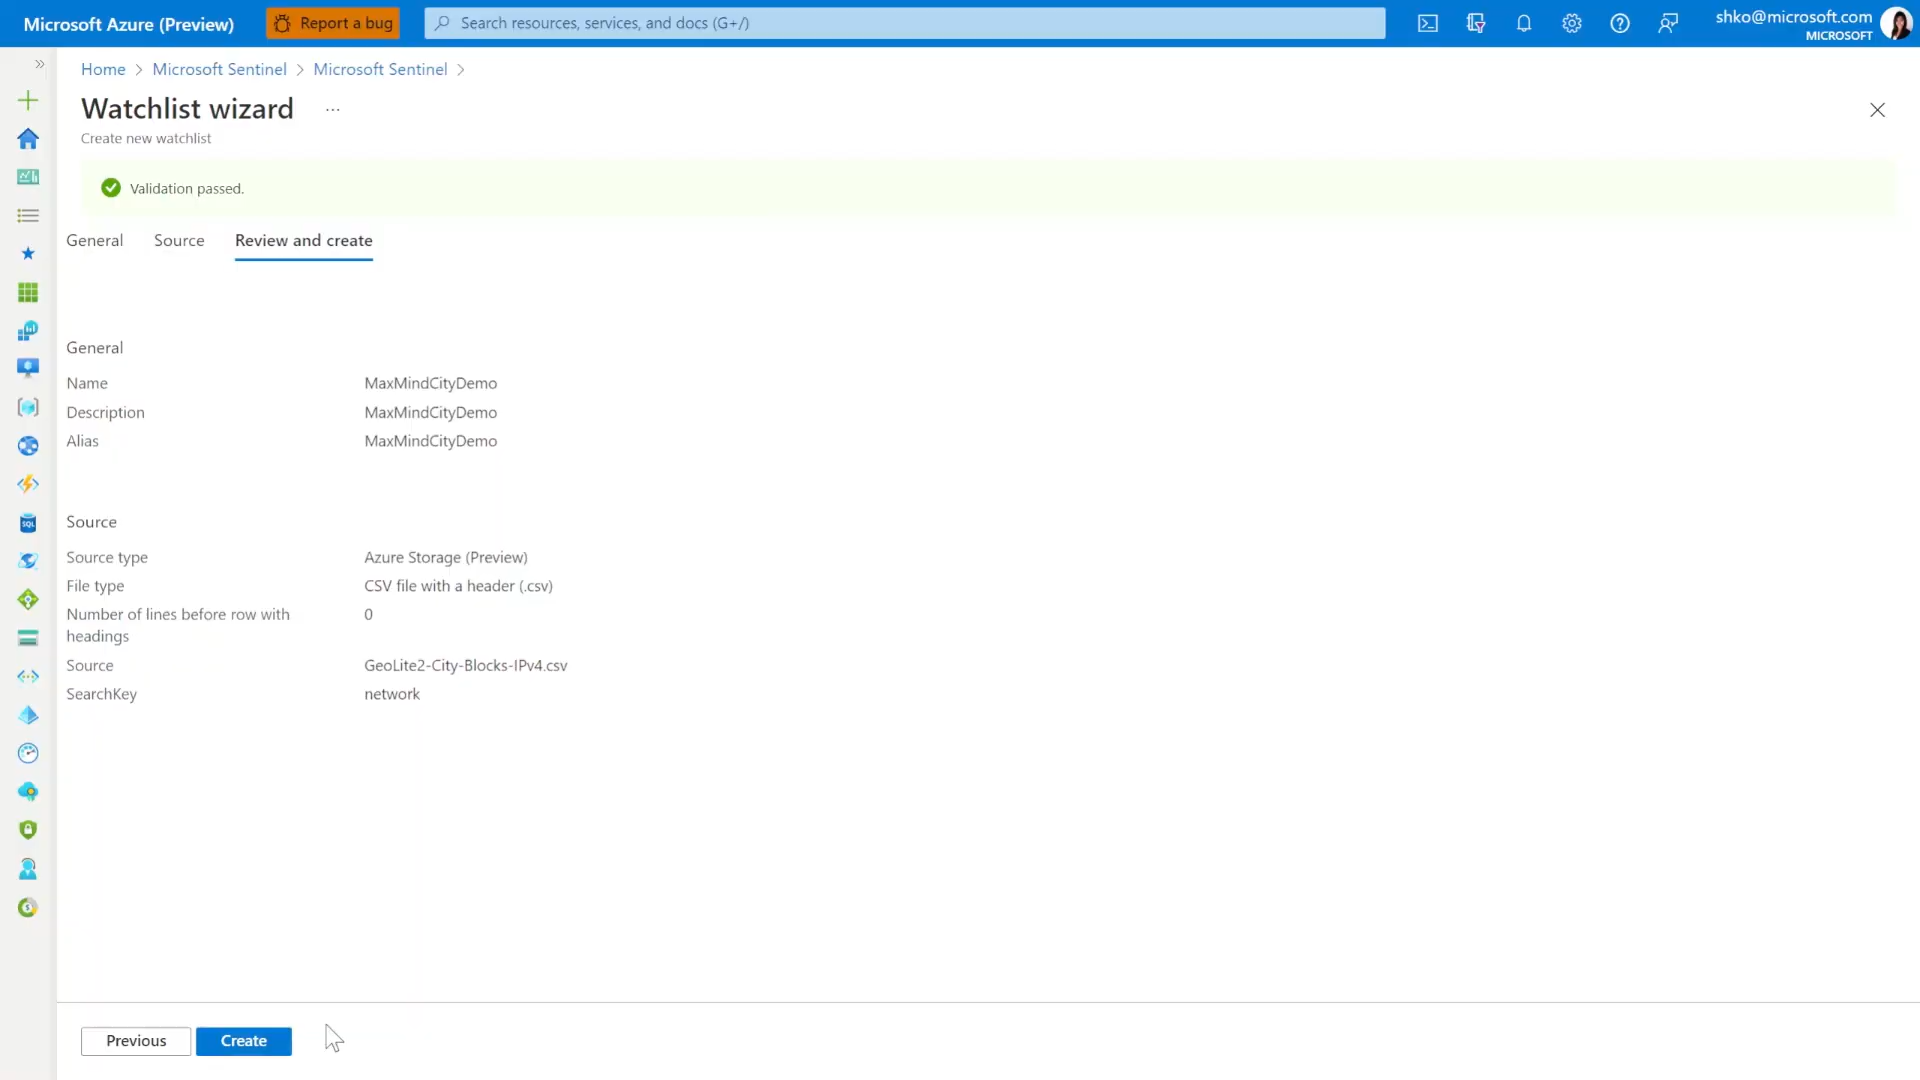 Microsoft Azure (Preview)
Report a bug
Search resources, services, and docs (G+/)
shko@microsoft.com
MICROSOFT
Home > Microsoft Sentinel > Microsoft Sentinel >
Watchlist wizard ...
Create new watchlist
Validation passed.
General Source Review and create
General
Name MaxMindCityDemo
Description MaxMindCityDemo
Alias MaxMindCityDemo
Source
Source type Azure Storage (Preview)
File type CSV file with a header (.csv)
Number of lines before row with 0
headings
Source GeoLite2-City-Blocks-IPv4.csv
SearchKey network
Previous Create